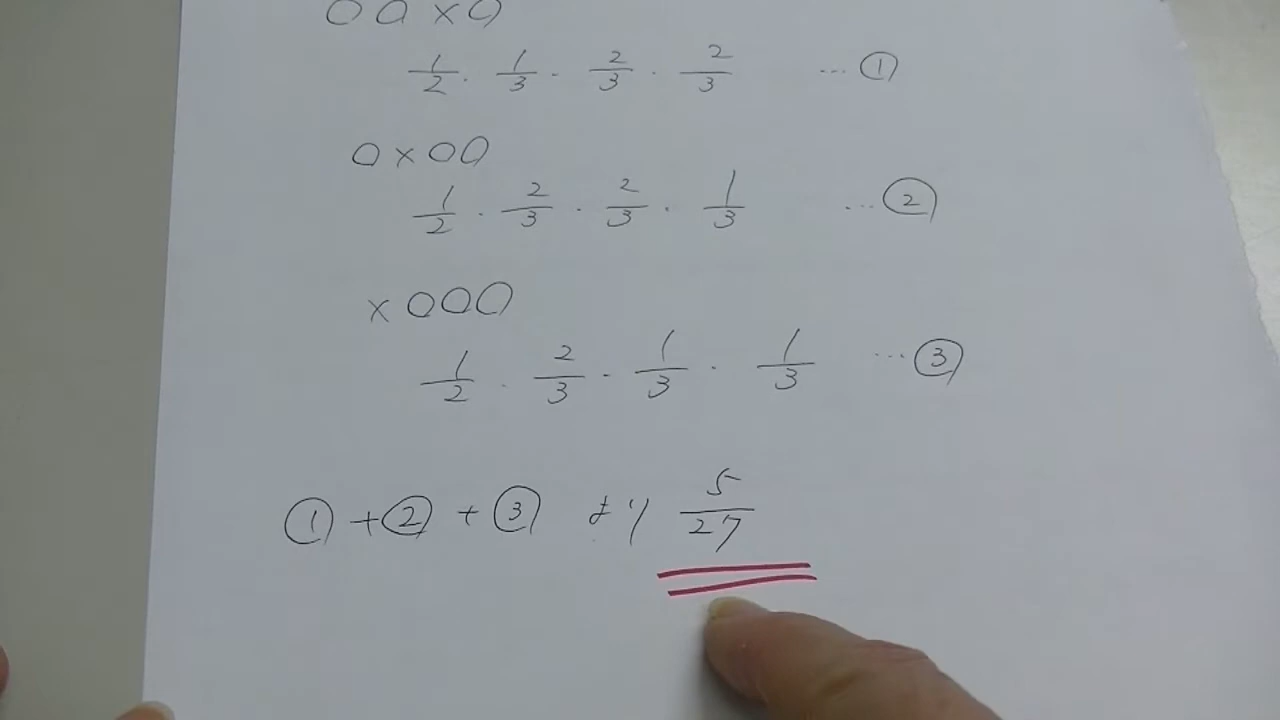 ○○×○
1/2 · 1/3 · 2/3 · 2/3 … ①
○×○○
1/2 · 2/3 · 2/3 · 1/3 … ②
×○○○
1/2 · 2/3 · 1/3 · 1/3 … ③
①+②+③ より 5/27